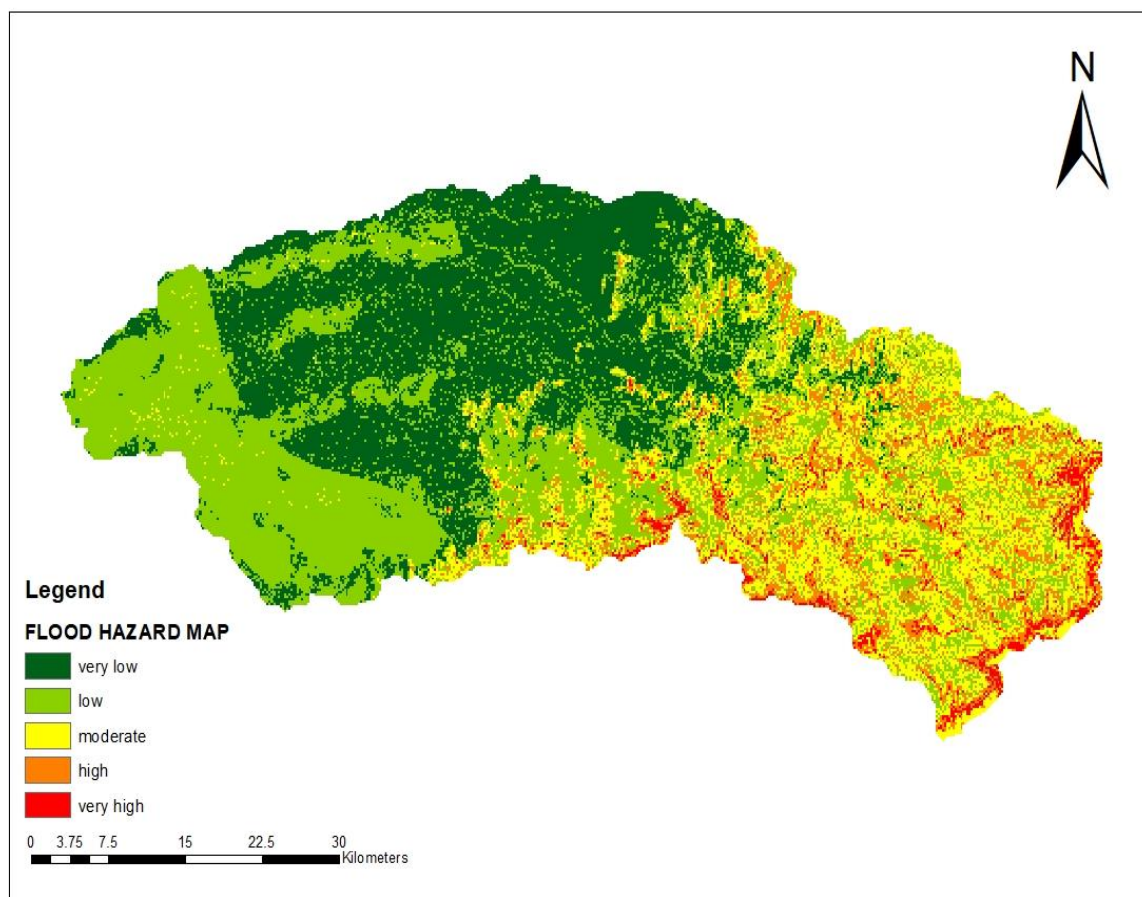 N
Legend
FLOOD HAZARD MAP
very low
low
moderate
high
very high
0 3.75 7.5 15 22.5 30
Kilometers